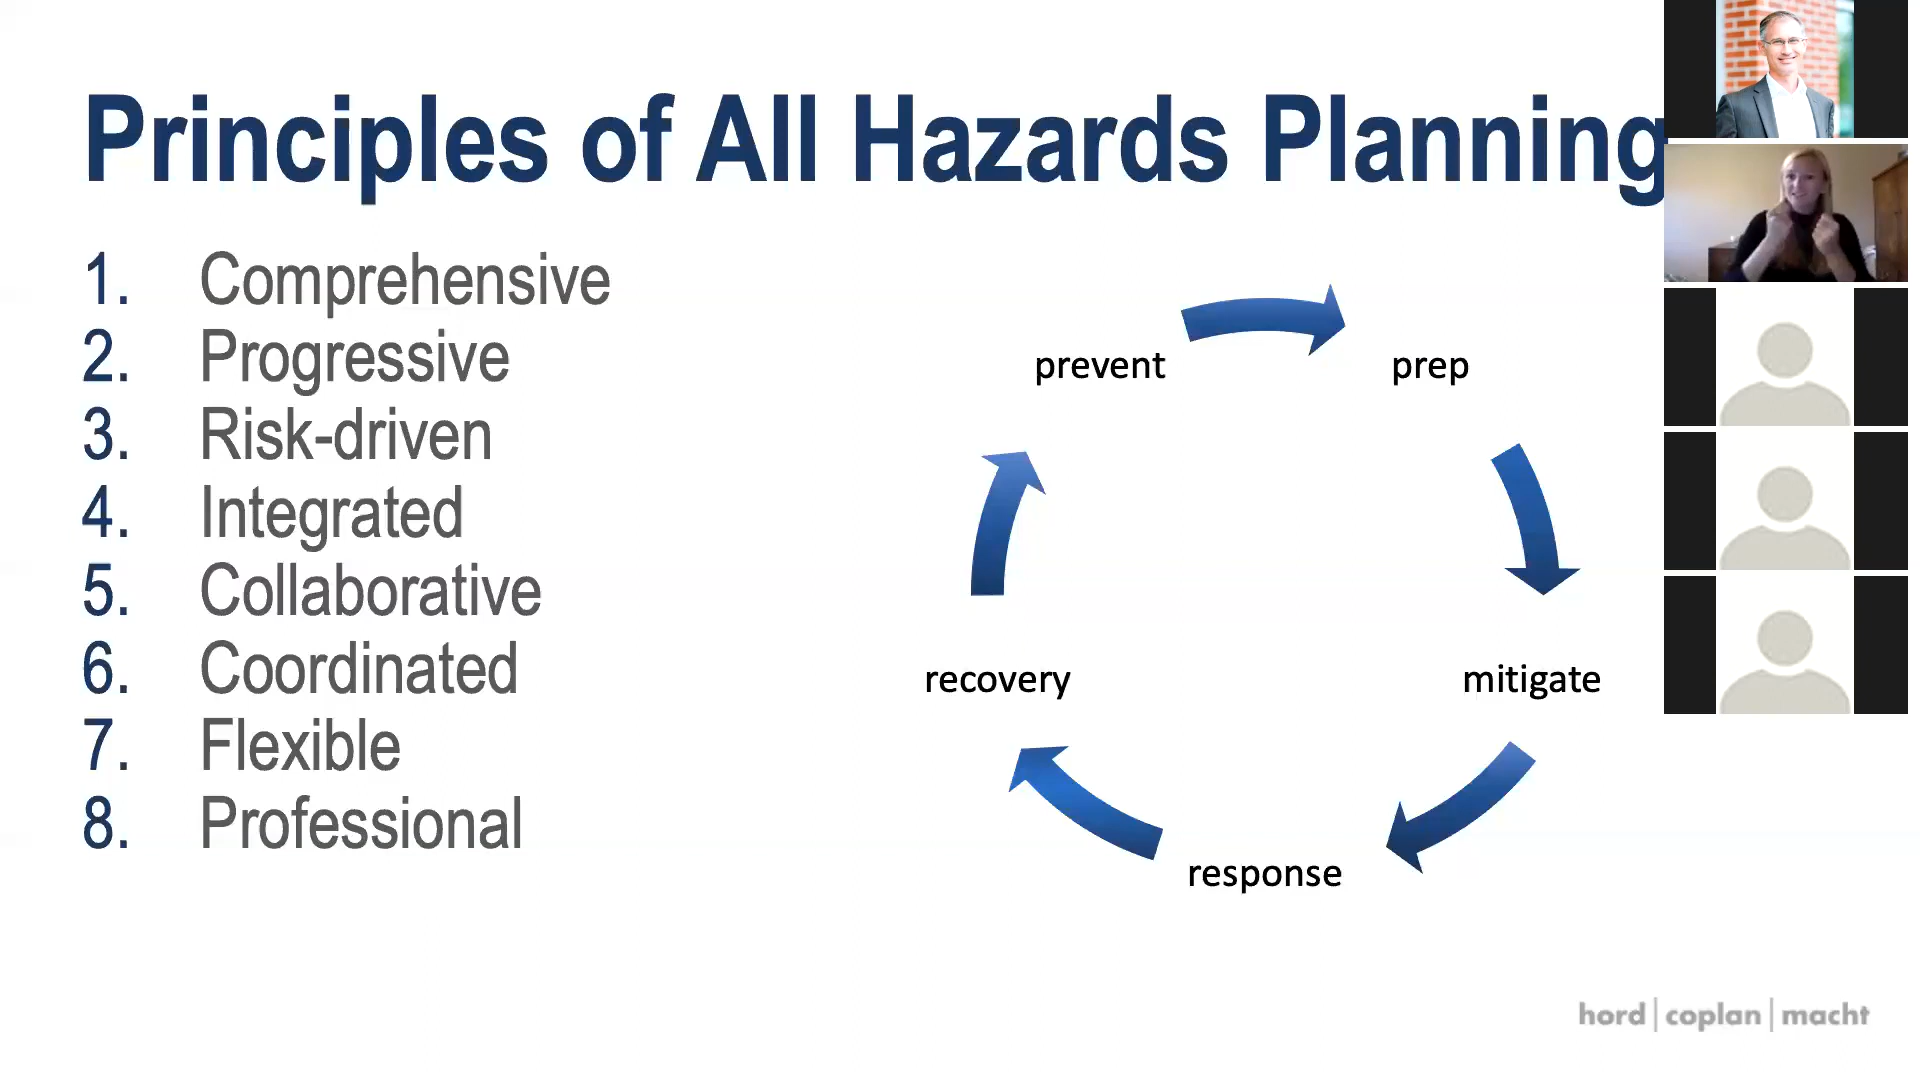 Principles of All Hazards Planning
1. Comprehensive
2. Progressive
3. Risk-driven
4. Integrated
5. Collaborative
6. Coordinated
7. Flexible
8. Professional
prevent
prep
mitigate
response
recovery
hord|coplan|macht